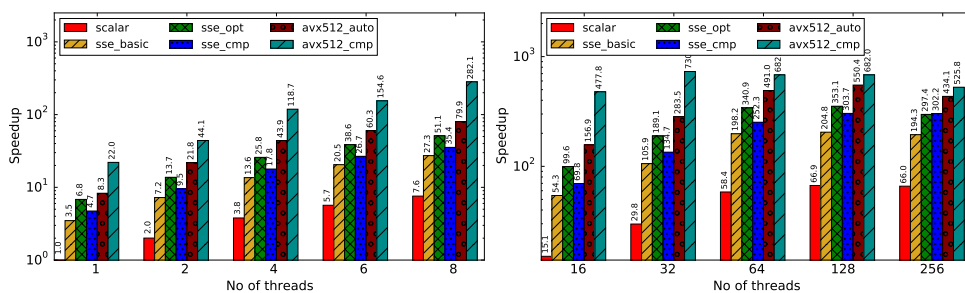 scalar sse_opt avx512_auto
sse_basic sse_cmp avx512_cmp
Speedup
10³
10²
10¹
10⁰
1.0 3.5 6.8 4.7 8.3 22.0
2.0 7.2 13.7 9.5 21.8 44.1
3.8 13.6 25.8 17.8 43.9 118.7
5.7 20.5 38.6 26.7 60.3 154.6
7.6 27.3 51.1 35.4 79.9 282.1
1 2 4 6 8
No of threads
scalar sse_opt avx512_auto
sse_basic sse_cmp avx512_cmp
Speedup
10³
10²
15.1 54.3 99.6 69.8 156.9 477.8
29.8 105.9 189.1 134.7 283.5
58.4 198.2 340.9 252.3 491.0
66.9 204.8 353.1 303.7 550.4 682.0
66.0 194.3 297.4 302.2 434.1 525.8
16 32 64 128 256
No of threads